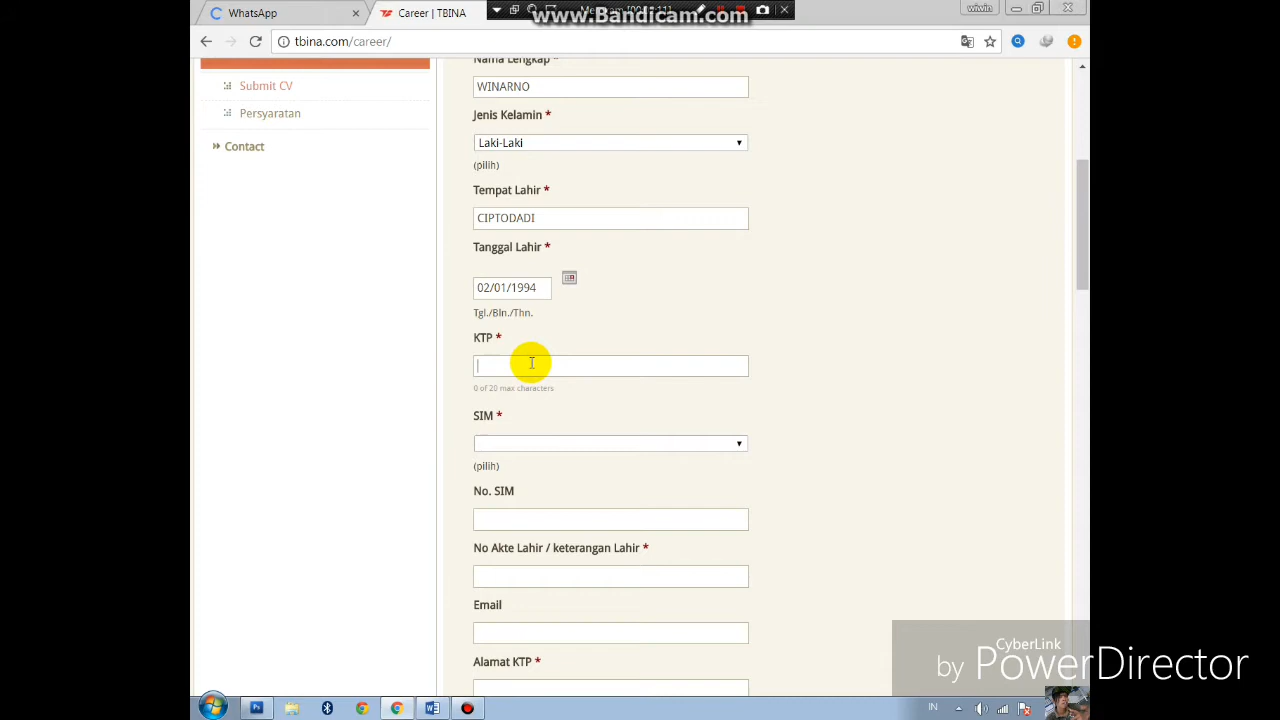 WhatsApp
Career | TBINA
www.Bandicam.com
wiwin
tbina.com/career/
Nama Lengkap *
Submit CV
WINARNO
Persyaratan
Jenis Kelamin *
Laki-Laki
Contact
(pilih)
Tempat Lahir *
CIPTODADI
Tanggal Lahir *
02/01/1994
Tgl./Bln./Thn.
KTP *
0 of 20 max characters
SIM *
(pilih)
No. SIM
No Akte Lahir / keterangan Lahir *
Email
Alamat KTP *
CyberLink
by PowerDirector
IN